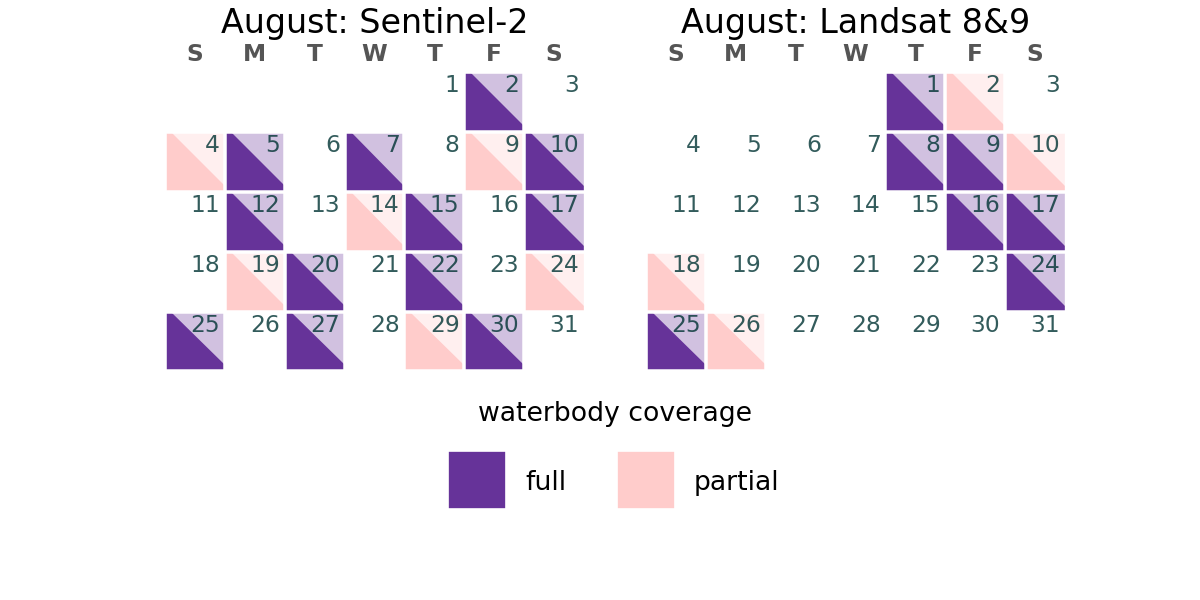 August: Sentinel-2
S M T W T F S
1 2 3
4 5 6 7 8 9 10
11 12 13 14 15 16 17
18 19 20 21 22 23 24
25 26 27 28 29 30 31
August: Landsat 8&9
S M T W T F S
1 2 3
4 5 6 7 8 9 10
11 12 13 14 15 16 17
18 19 20 21 22 23 24
25 26 27 28 29 30 31
waterbody coverage
full partial